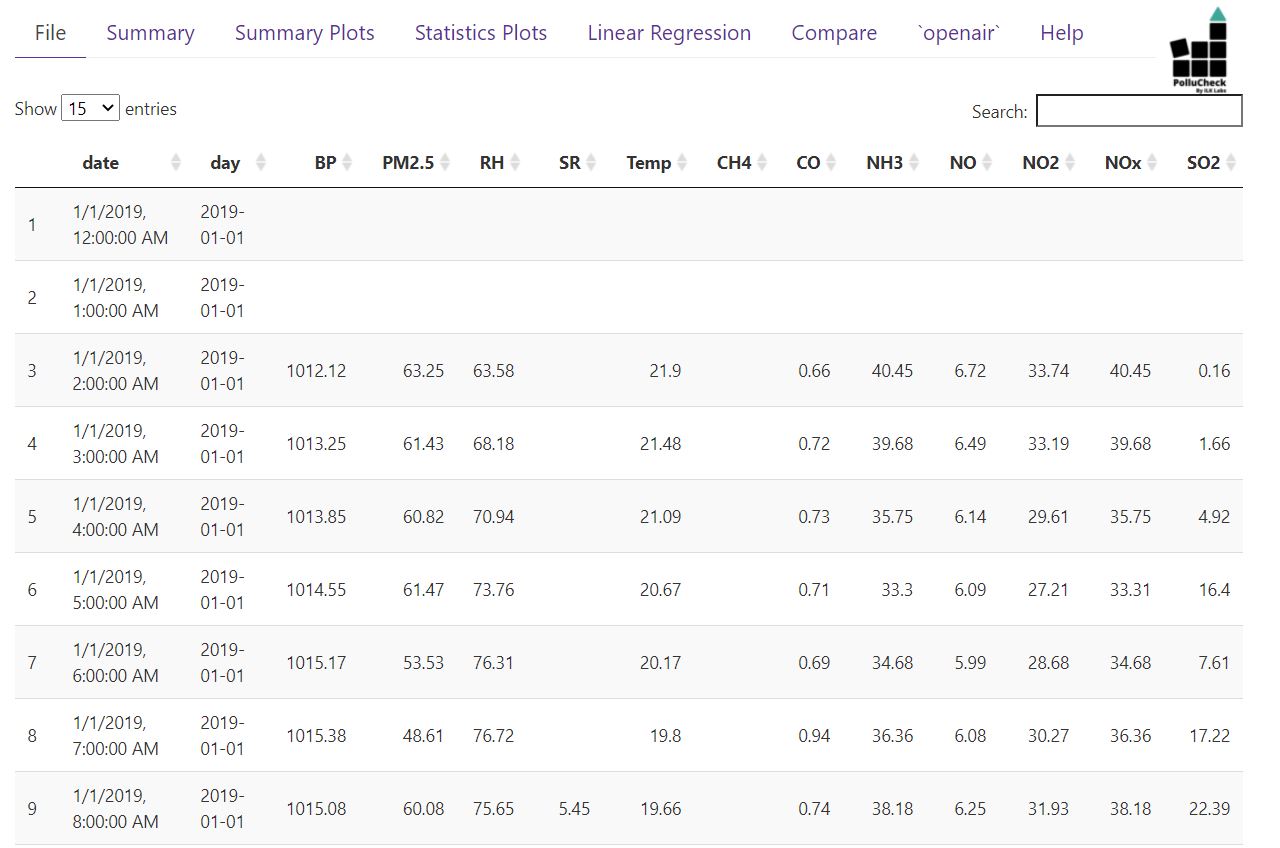 File Summary Summary Plots Statistics Plots Linear Regression Compare `openair` Help
PolluCheck
By ILK Labs
Show 15 entries Search:
date day BP PM2.5 RH SR Temp CH4 CO NH3 NO NO2 NOx SO2
1 1/1/2019, 12:00:00 AM 2019-01-01
2 1/1/2019, 1:00:00 AM 2019-01-01
3 1/1/2019, 2:00:00 AM 2019-01-01 1012.12 63.25 63.58 21.9 0.66 40.45 6.72 33.74 40.45 0.16
4 1/1/2019, 3:00:00 AM 2019-01-01 1013.25 61.43 68.18 21.48 0.72 39.68 6.49 33.19 39.68 1.66
5 1/1/2019, 4:00:00 AM 2019-01-01 1013.85 60.82 70.94 21.09 0.73 35.75 6.14 29.61 35.75 4.92
6 1/1/2019, 5:00:00 AM 2019-01-01 1014.55 61.47 73.76 20.67 0.71 33.3 6.09 27.21 33.31 16.4
7 1/1/2019, 6:00:00 AM 2019-01-01 1015.17 53.53 76.31 20.17 0.69 34.68 5.99 28.68 34.68 7.61
8 1/1/2019, 7:00:00 AM 2019-01-01 1015.38 48.61 76.72 19.8 0.94 36.36 6.08 30.27 36.36 17.22
9 1/1/2019, 8:00:00 AM 2019-01-01 1015.08 60.08 75.65 5.45 19.66 0.74 38.18 6.25 31.93 38.18 22.39